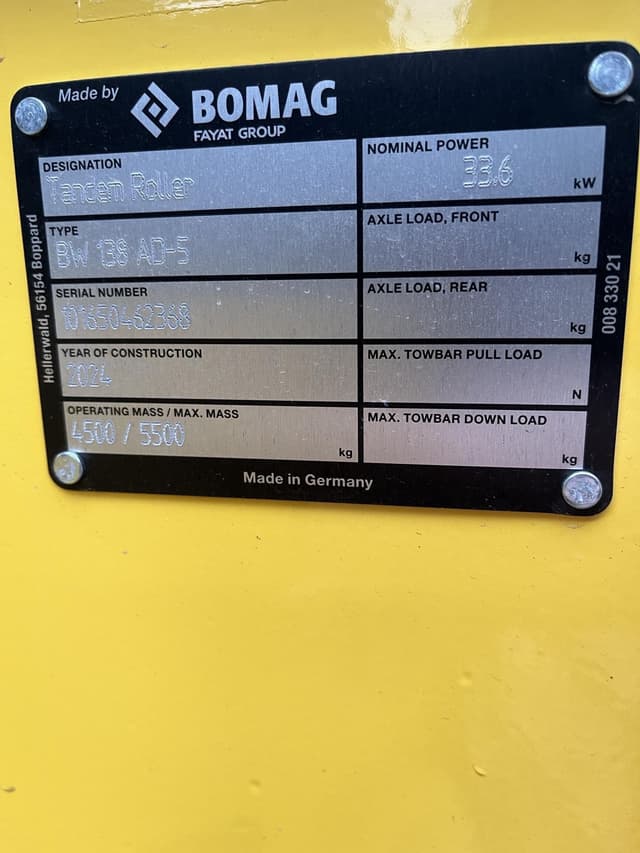 Made by
BOMAG
FAYAT GROUP
DESIGNATION
Tandem Roller
NOMINAL POWER
33.6 kW
TYPE
BW 138 AD-5
AXLE LOAD, FRONT
kg
SERIAL NUMBER
101650462368
AXLE LOAD, REAR
kg
YEAR OF CONSTRUCTION
2024
MAX. TOWBAR PULL LOAD
N
OPERATING MASS / MAX. MASS
4500 / 5500 kg
MAX. TOWBAR DOWN LOAD
kg
Made in Germany
Hellerwald, 56154 Boppard
008 330 21